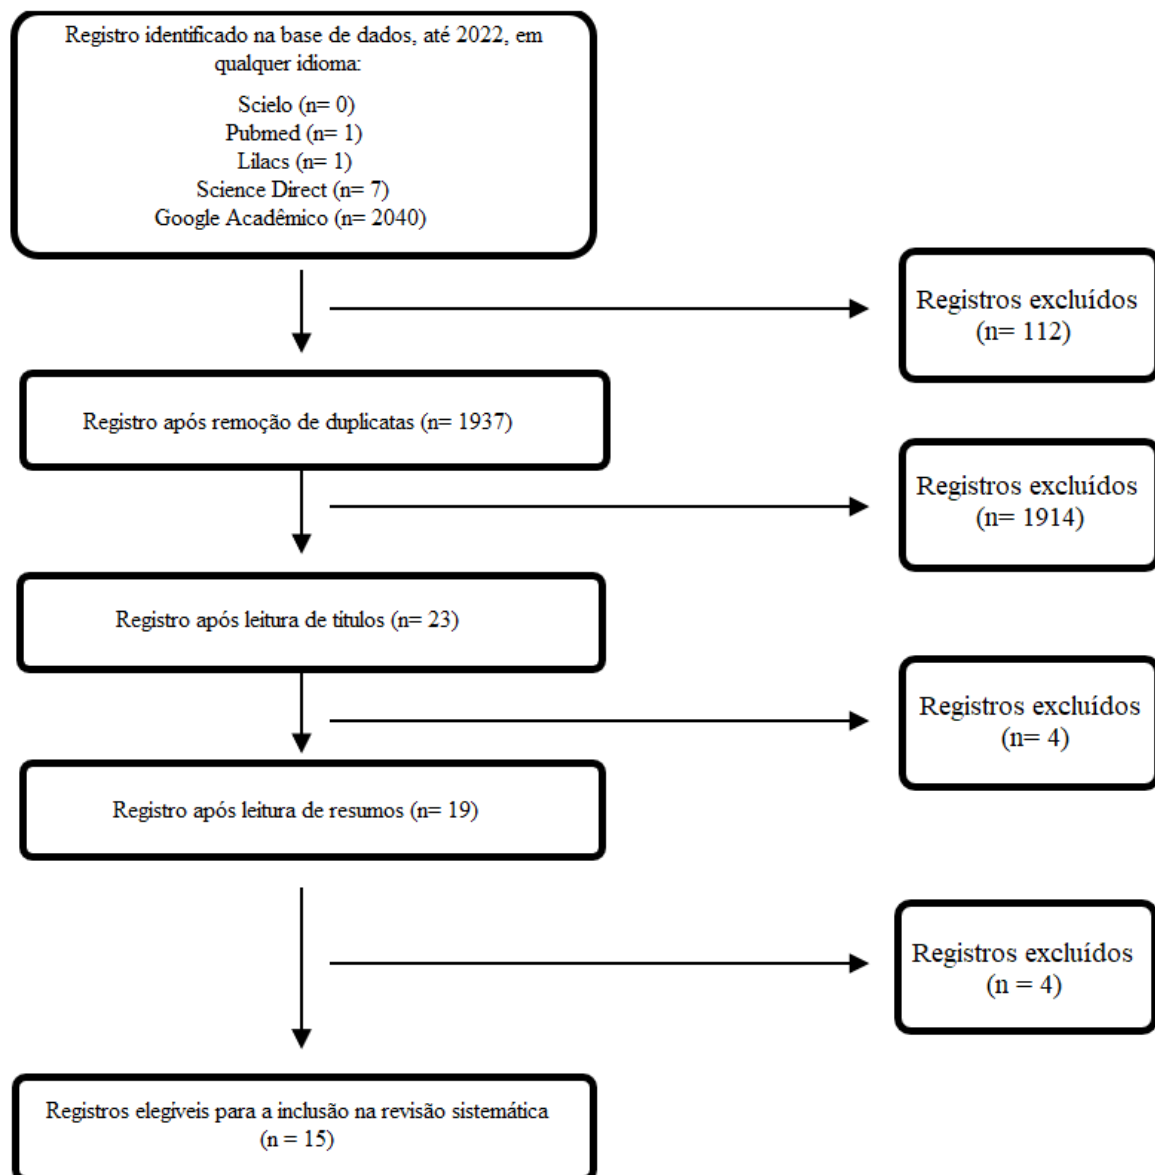 Registro identificado na base de dados, até 2022, em
qualquer idioma:
Scielo (n= 0)
Pubmed (n= 1)
Lilacs (n= 1)
Science Direct (n= 7)
Google Acadêmico (n= 2040)
Registros excluídos
(n= 112)
Registro após remoção de duplicatas (n= 1937)
Registros excluídos
(n= 1914)
Registro após leitura de títulos (n= 23)
Registros excluídos
(n= 4)
Registro após leitura de resumos (n= 19)
Registros excluídos
(n = 4)
Registros elegíveis para a inclusão na revisão sistemática
(n = 15)